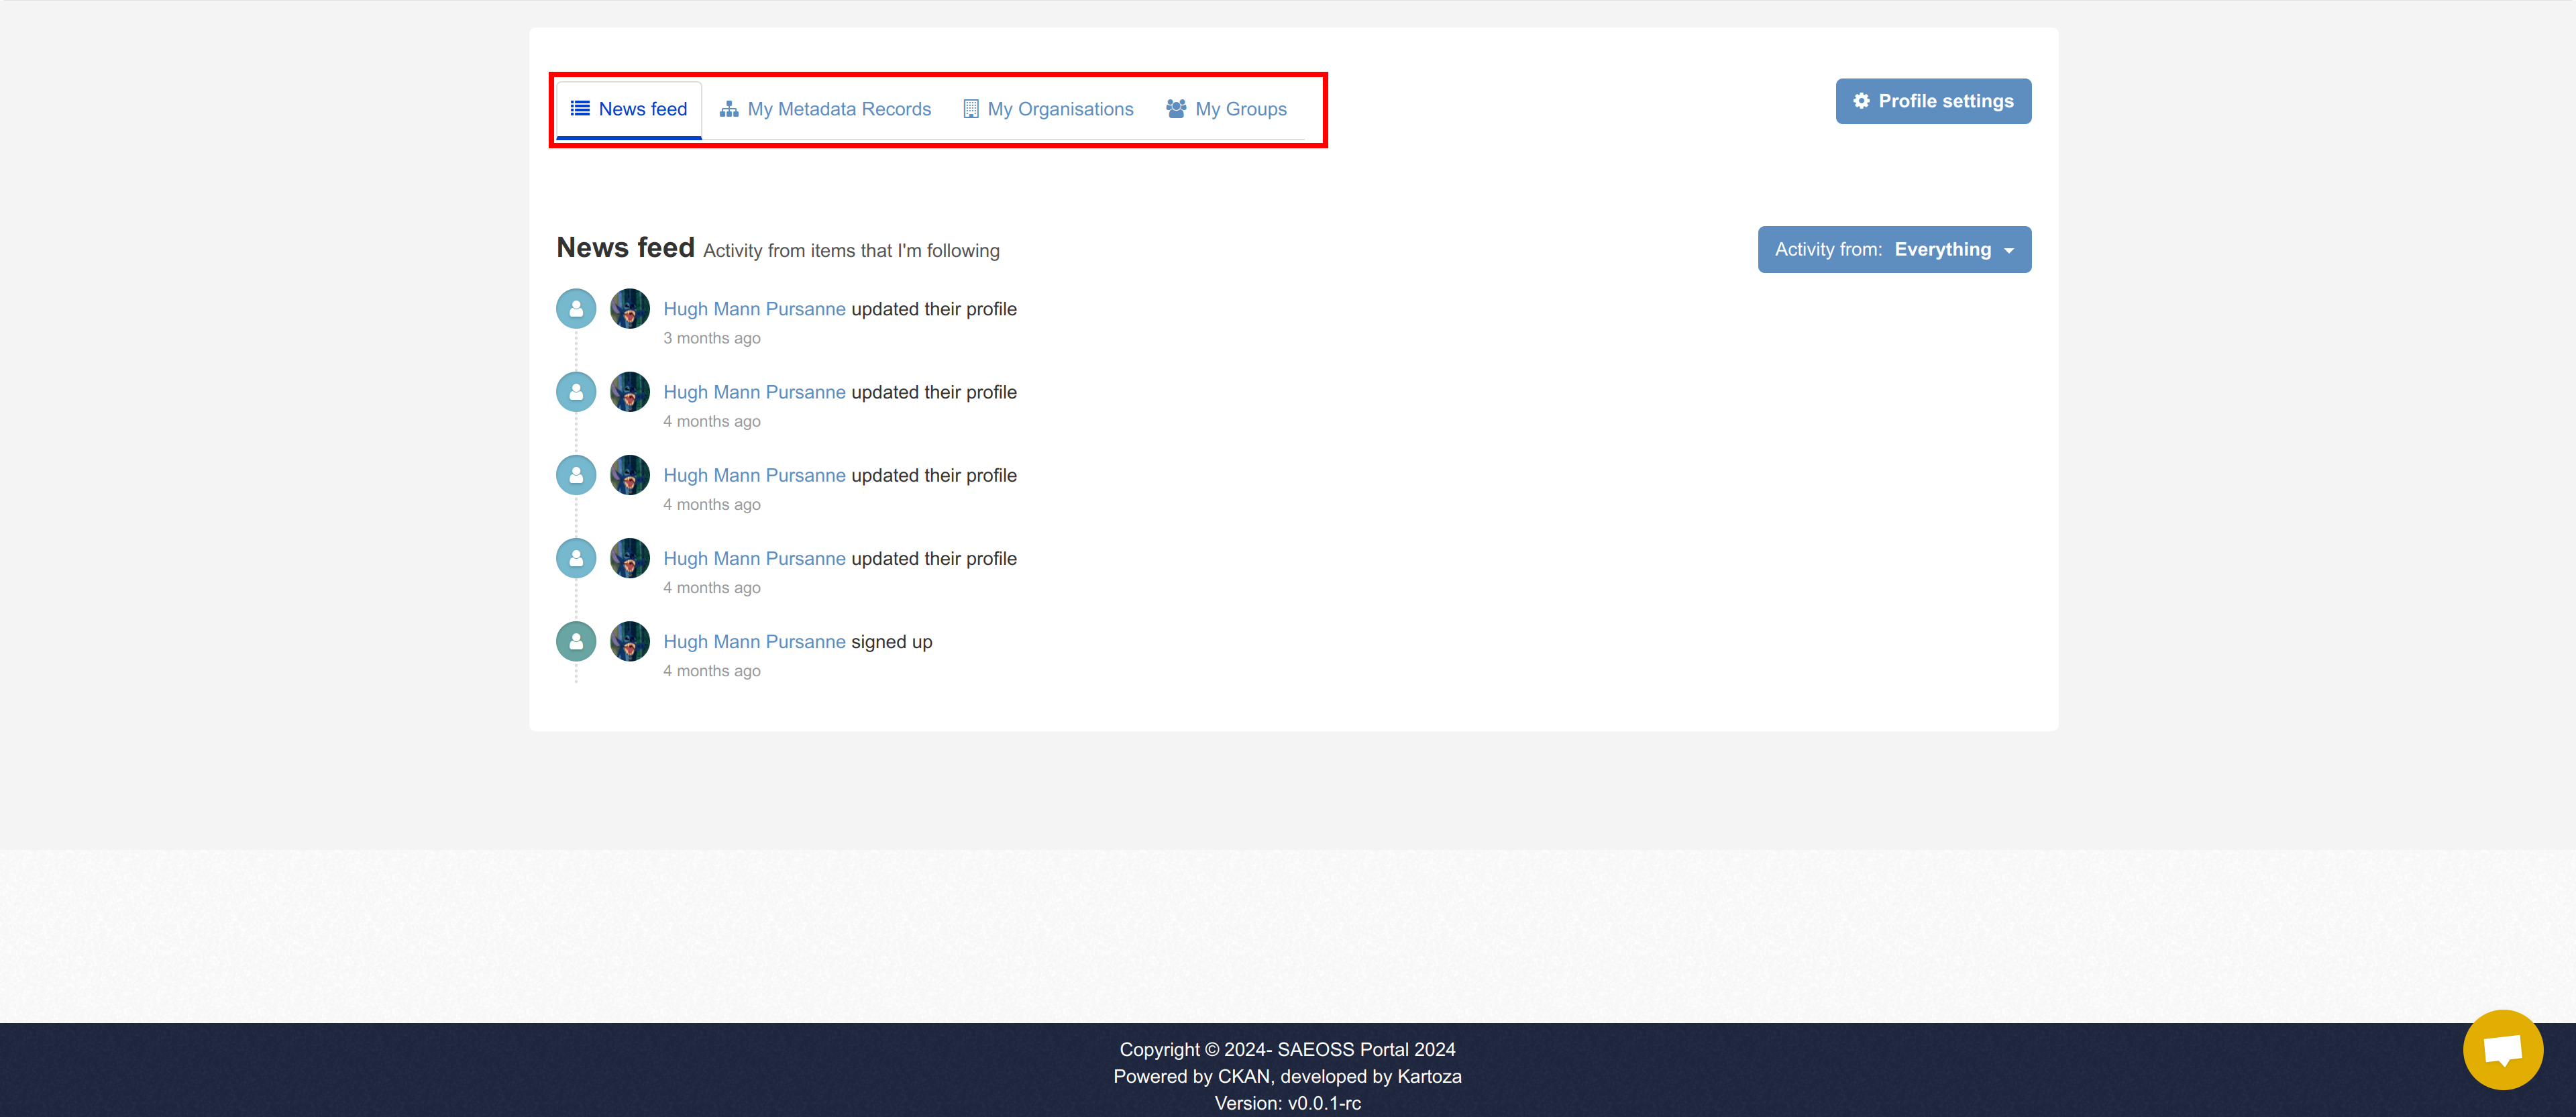 News feed My Metadata Records My Organisations My Groups Profile settings
News feed Activity from items that I'm following Activity from: Everything
Hugh Mann Pursanne updated their profile
3 months ago
Hugh Mann Pursanne updated their profile
4 months ago
Hugh Mann Pursanne updated their profile
4 months ago
Hugh Mann Pursanne updated their profile
4 months ago
Hugh Mann Pursanne signed up
4 months ago
Copyright © 2024- SAEOSS Portal 2024
Powered by CKAN, developed by Kartoza
Version: v0.0.1-rc